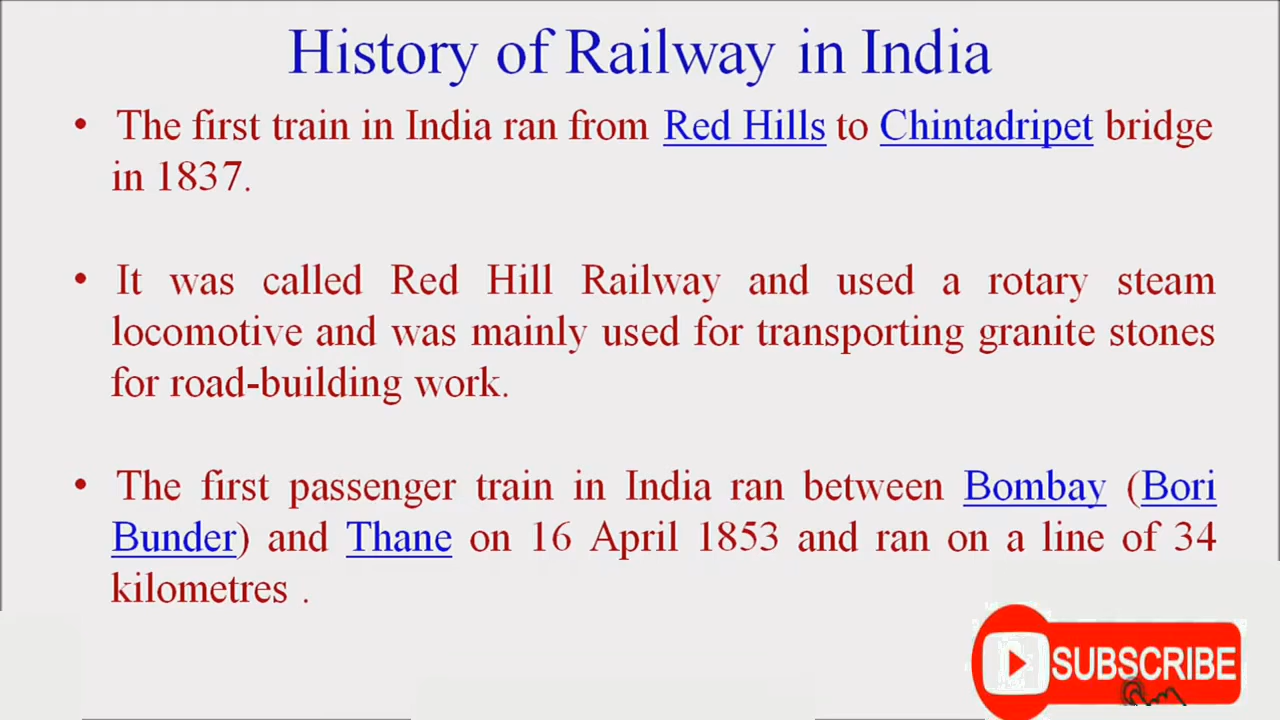 History of Railway in India
• The first train in India ran from Red Hills to Chintadripet bridge
in 1837.
• It was called Red Hill Railway and used a rotary steam
locomotive and was mainly used for transporting granite stones
for road-building work.
• The first passenger train in India ran between Bombay (Bori
Bunder) and Thane on 16 April 1853 and ran on a line of 34
kilometres .
SUBSCRIBE